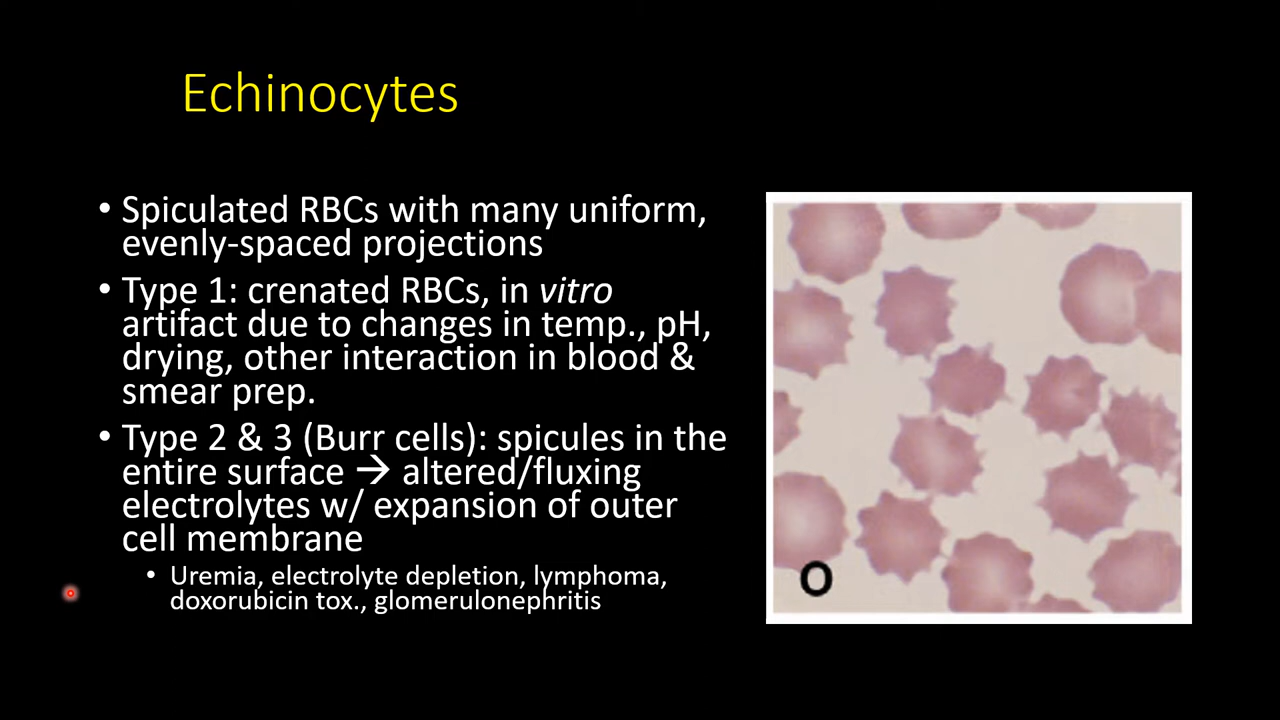 Echinocytes
• Spiculated RBCs with many uniform,
evenly-spaced projections
• Type 1: crenated RBCs, in vitro
artifact due to changes in temp., pH,
drying, other interaction in blood &
smear prep.
• Type 2 & 3 (Burr cells): spicules in the
entire surface → altered/fluxing
electrolytes w/ expansion of outer
cell membrane
• Uremia, electrolyte depletion, lymphoma,
doxorubicin tox., glomerulonephritis
O